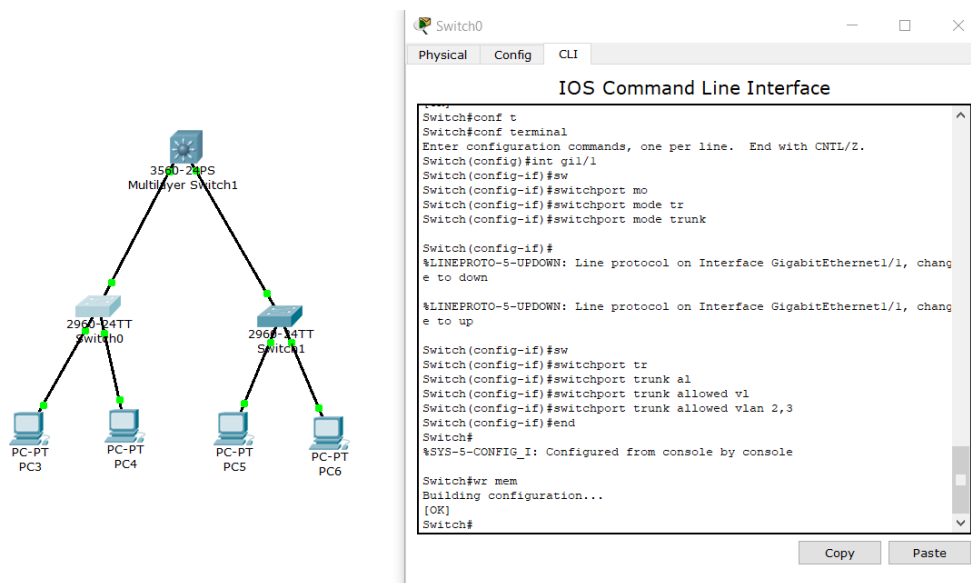 Switch0
Physical Config CLI
IOS Command Line Interface
Switch#conf t
Switch#conf terminal
Enter configuration commands, one per line. End with CNTL/Z.
Switch(config)#int gi1/1
Switch(config-if)#sw
Switch(config-if)#switchport mo
Switch(config-if)#switchport mode tr
Switch(config-if)#switchport mode trunk
Switch(config-if)#
%LINEPROTO-5-UPDOWN: Line protocol on Interface GigabitEthernet1/1, chang
e to down
%LINEPROTO-5-UPDOWN: Line protocol on Interface GigabitEthernet1/1, chang
e to up
Switch(config-if)#sw
Switch(config-if)#switchport tr
Switch(config-if)#switchport trunk al
Switch(config-if)#switchport trunk allowed vl
Switch(config-if)#switchport trunk allowed vlan 2,3
Switch(config-if)#end
Switch#
%SYS-5-CONFIG_I: Configured from console by console
Switch#wr mem
Building configuration...
[OK]
Switch#
Copy Paste
3560-24PS
Multilayer Switch1
2960-24TT
Switch0
2960-24TT
Switch1
PC-PT
PC3
PC-PT
PC4
PC-PT
PC5
PC-PT
PC6